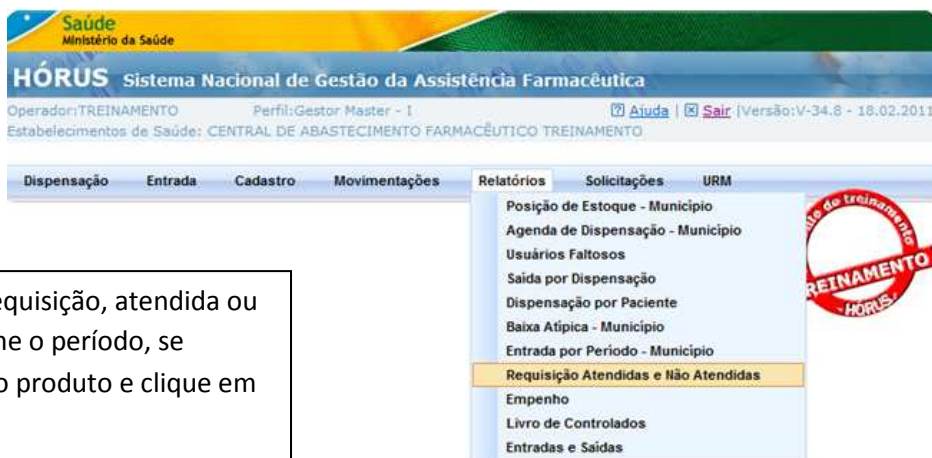 Saúde
Ministério da Saúde
HÓRUS Sistema Nacional de Gestão da Assistência Farmacêutica
Operador:TREINAMENTO Perfil:Gestor Master - I Ajuda | Sair |Versão:V-34.8 - 18.02.2011
Estabelecimentos de Saúde: CENTRAL DE ABASTECIMENTO FARMACÊUTICO TREINAMENTO
Dispensação Entrada Cadastro Movimentações Relatórios Solicitações URM
Posição de Estoque - Município
Agenda de Dispensação - Município
Usuários Faltosos
Saída por Dispensação
Dispensação por Paciente
Baixa Atípica - Município
Entrada por Período - Município
Requisição Atendidas e Não Atendidas
Empenho
Livro de Controlados
Entradas e Saídas
do treinamento
TREINAMENTO
HÓRUS
equisição, atendida ou
ne o período, se
o produto e clique em